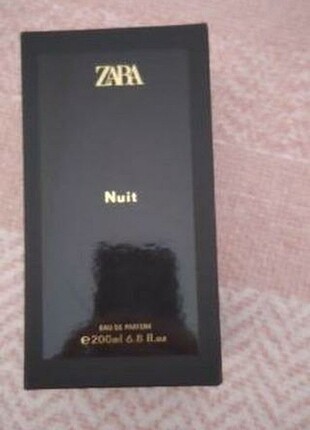 ZARA
Nuit
EAU DE PARFUM
℮200ml 6.8 fl.oz